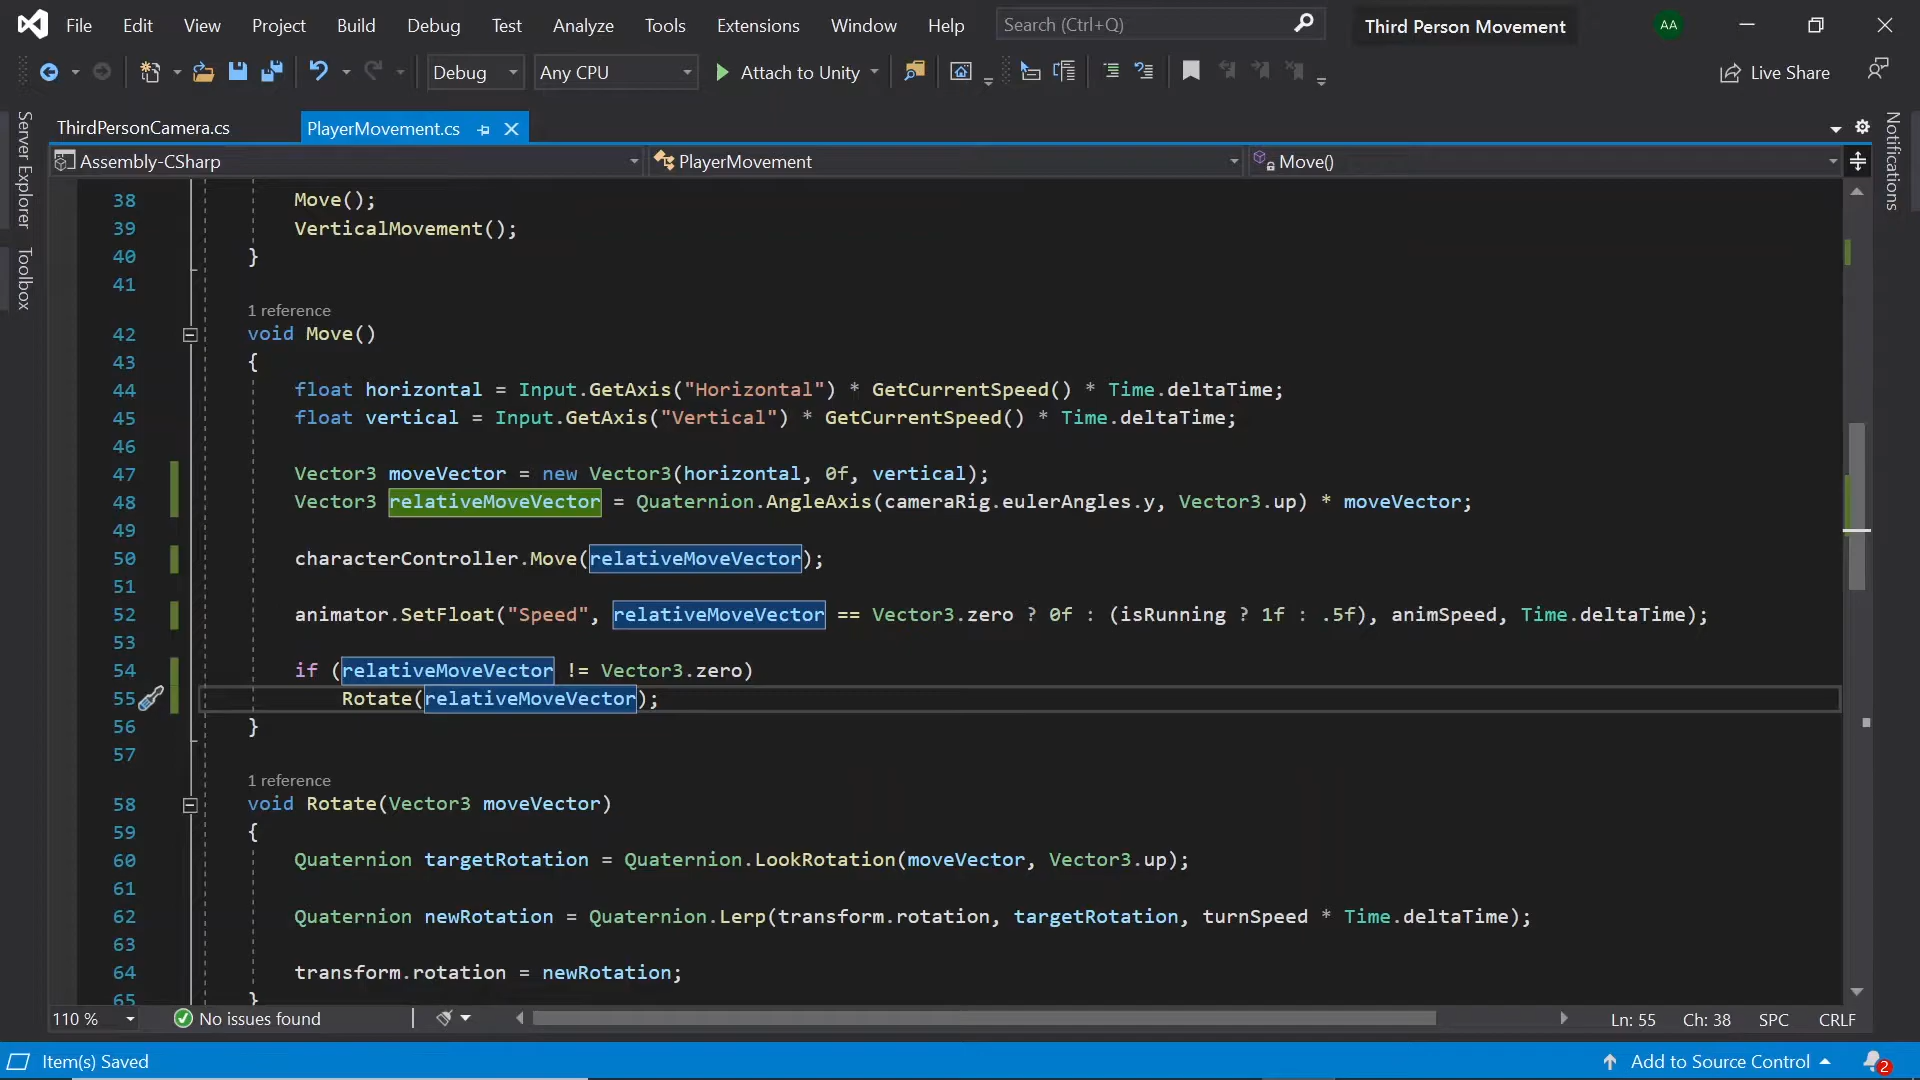 File Edit View Project Build Debug Test Analyze Tools Extensions Window Help Search (Ctrl+Q) Third Person Movement AA
Debug Any CPU Attach to Unity Live Share
Server Explorer
Toolbox
Notifications
ThirdPersonCamera.cs PlayerMovement.cs
Assembly-CSharp PlayerMovement Move()
38 Move();
39 VerticalMovement();
40 }
41
1 reference
42 void Move()
43 {
44 float horizontal = Input.GetAxis("Horizontal") * GetCurrentSpeed() * Time.deltaTime;
45 float vertical = Input.GetAxis("Vertical") * GetCurrentSpeed() * Time.deltaTime;
46
47 Vector3 moveVector = new Vector3(horizontal, 0f, vertical);
48 Vector3 relativeMoveVector = Quaternion.AngleAxis(cameraRig.eulerAngles.y, Vector3.up) * moveVector;
49
50 characterController.Move(relativeMoveVector);
51
52 animator.SetFloat("Speed", relativeMoveVector == Vector3.zero ? 0f : (isRunning ? 1f : .5f), animSpeed, Time.deltaTime);
53
54 if (relativeMoveVector != Vector3.zero)
55 Rotate(relativeMoveVector);
56 }
57
1 reference
58 void Rotate(Vector3 moveVector)
59 {
60 Quaternion targetRotation = Quaternion.LookRotation(moveVector, Vector3.up);
61
62 Quaternion newRotation = Quaternion.Lerp(transform.rotation, targetRotation, turnSpeed * Time.deltaTime);
63
64 transform.rotation = newRotation;
65 }
110 % No issues found Ln: 55 Ch: 38 SPC CRLF
Item(s) Saved Add to Source Control 2